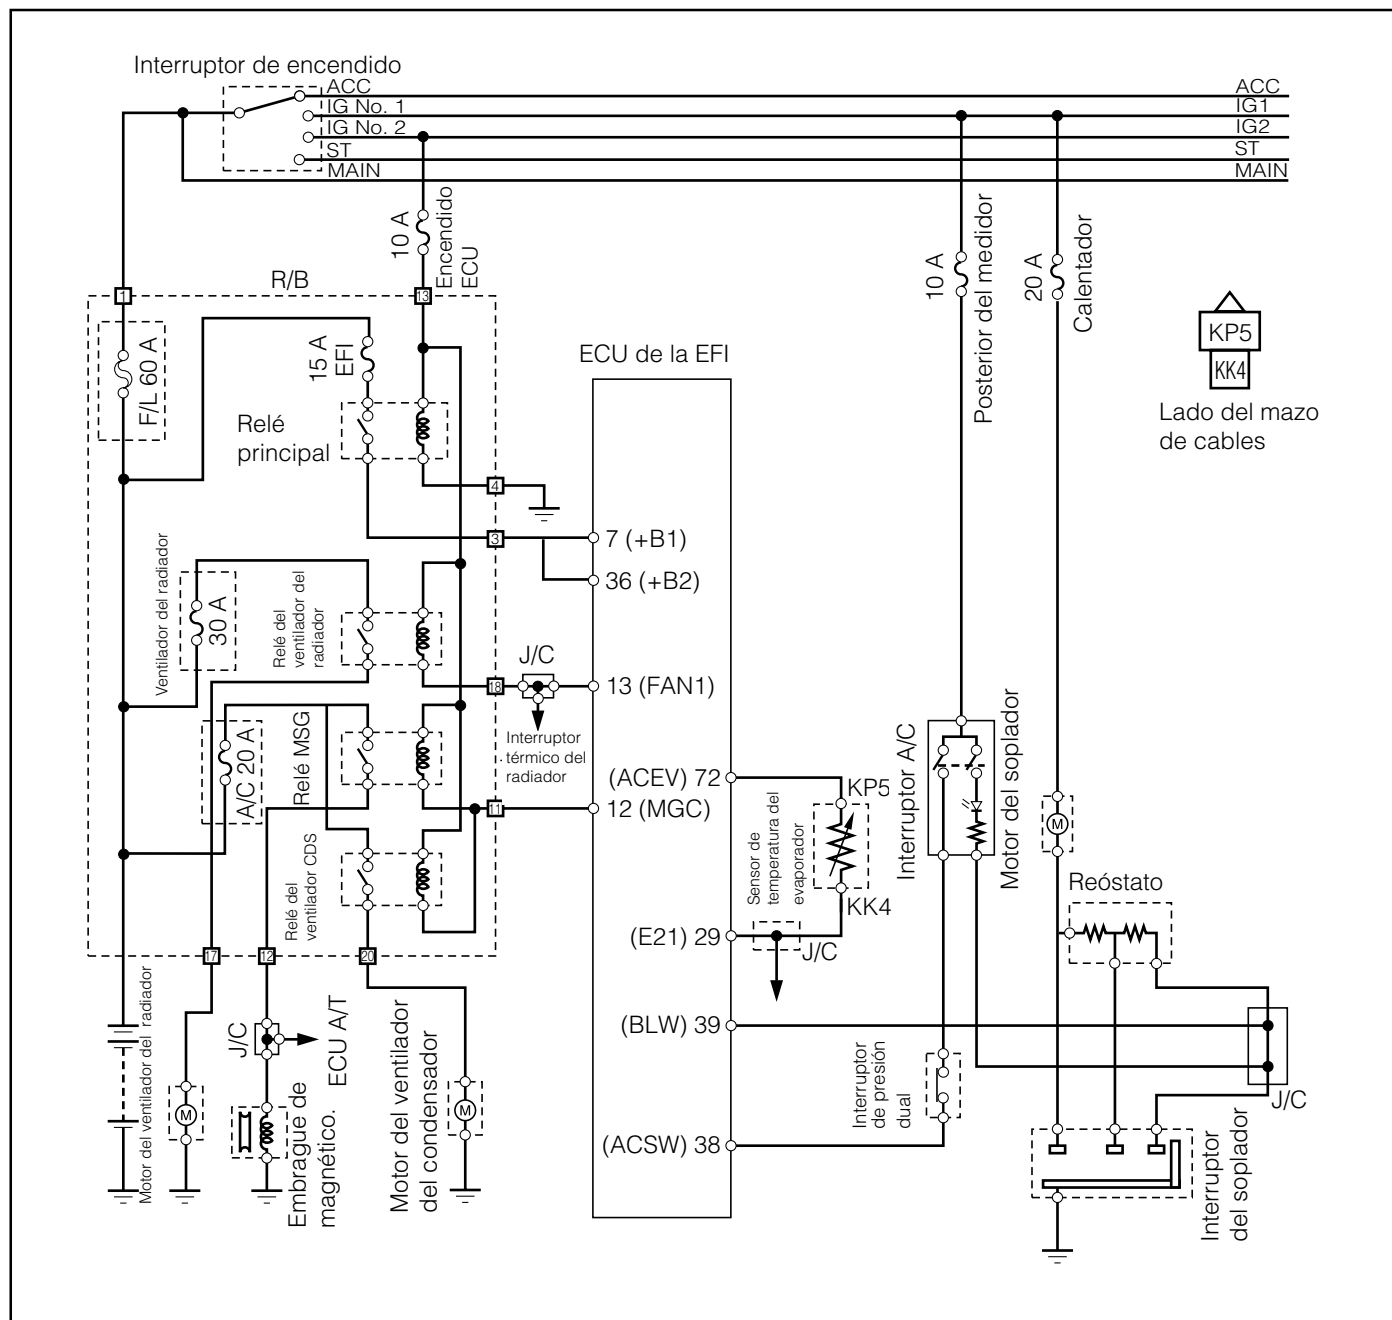 Interruptor de encendido
ACC
IG No. 1
IG No. 2
ST
MAIN
ACC
IG1
IG2
ST
MAIN
10 A
Encendido
ECU
10 A
Posterior del medidor
20 A
Calentador
R/B
1
13
F/L 60 A
15 A
EFI
Relé
principal
ECU de la EFI
KP5
KK4
Lado del mazo
de cables
4
3
7 (+B1)
36 (+B2)
Ventilador del radiador
30 A
Relé del
ventilador del
radiador
J/C
18
13 (FAN1)
Interruptor
térmico del
radiador
A/C 20 A
Relé MSG
11
(ACEV) 72
12 (MGC)
KP5
Sensor de
temperatura del
evaporador
KK4
Interruptor A/C
Motor del soplador
M
Reóstato
Relé del
ventilador CDS
(E21) 29
J/C
17
12
20
Motor del ventilador del radiador
M
J/C
ECU A/T
Embrague de
magnético.
Motor del ventilador
del condensador
M
(BLW) 39
Interruptor
de presión
dual
(ACSW) 38
J/C
Interruptor
del soplador